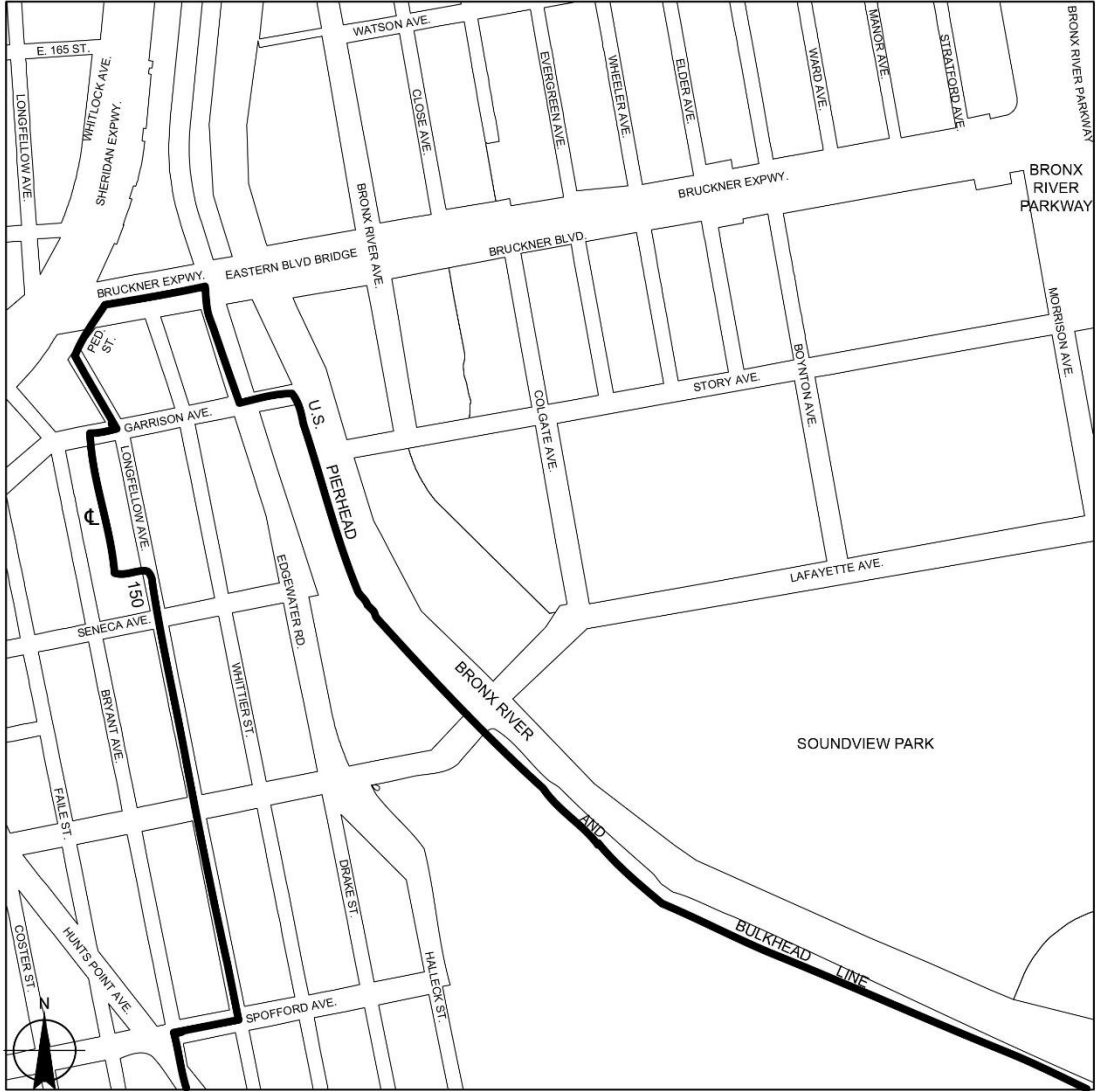 WATSON AVE.
E. 165 ST.
WHITLOCK AVE.
SHERIDAN EXPWY.
LONGFELLOW AVE.
CLOSE AVE.
EVERGREEN AVE.
WHEELER AVE.
ELDER AVE.
WARD AVE.
MANOR AVE.
STRATFORD AVE.
BRONX RIVER PARKWAY
BRONX
RIVER
PARKWAY
BRUCKNER EXPWY.
BRONX RIVER AVE.
BRUCKNER BLVD.
EASTERN BLVD BRIDGE
BRUCKNER EXPWY.
PED.
ST.
MORRISON AVE.
BOYNTON AVE.
STORY AVE.
COLGATE AVE.
GARRISON AVE.
LONGFELLOW AVE.
U.S.
PIERHEAD
℄
150
EDGEWATER RD.
LAFAYETTE AVE.
SENECA AVE.
WHITTIER ST.
BRYANT AVE.
BRONX RIVER
SOUNDVIEW PARK
FAILE ST.
AND
DRAKE ST.
HUNTS POINT AVE.
COSTER ST.
HALLECK ST.
BULKHEAD
LINE
SPOFFORD AVE.
N